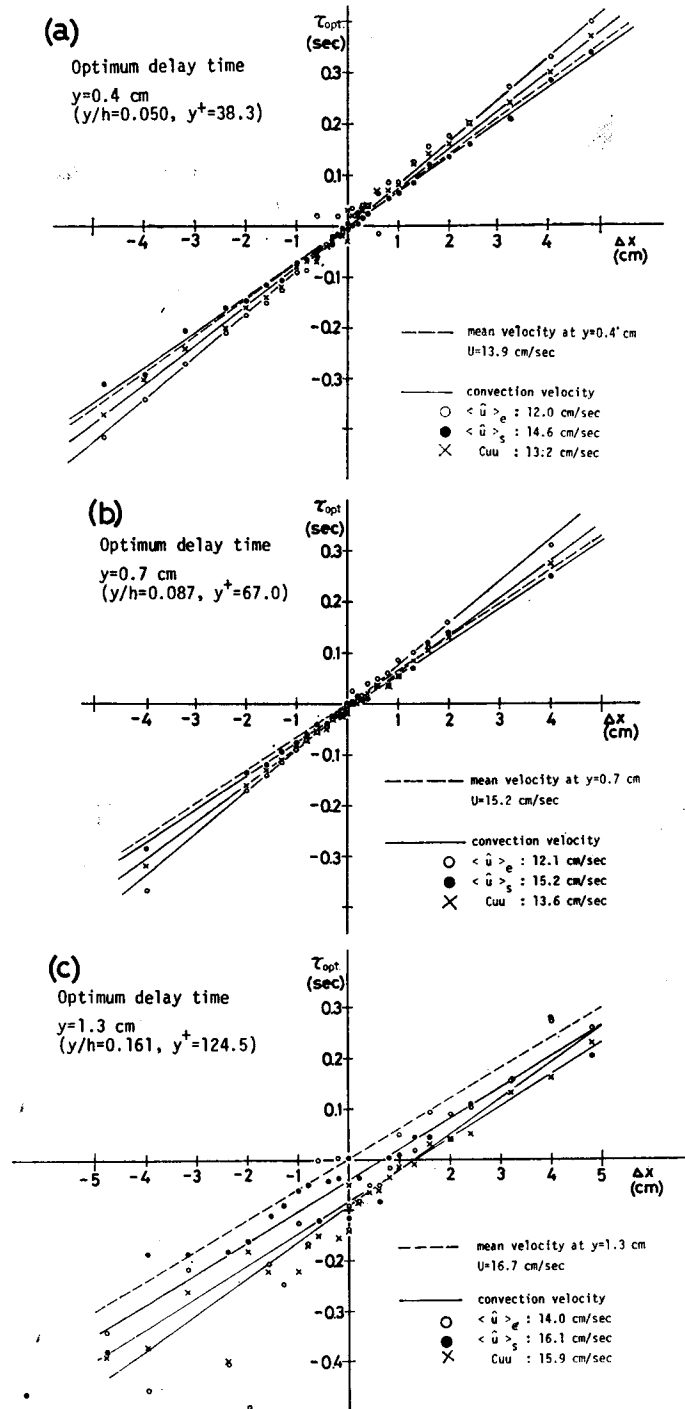 (a)
τopt.
(sec)
Optimum delay time
y=0.4 cm
(y/h=0.050, y+=38.3)
0.3
0.1
-4 -3 -2 -1 0 1 2 3 4 Δx
(cm)
-0.1
-0.2
-0.3
mean velocity at y=0.4 cm
U=13.9 cm/sec
convection velocity
○ < û >e : 12.0 cm/sec
● < û >s : 14.6 cm/sec
× Cuu : 13.2 cm/sec
(b)
τopt
(sec)
Optimum delay time
y=0.7 cm
(y/h=0.087, y+=67.0)
0.3
0.2
0.1
-4 -3 -2 -1 0 1 2 3 4 Δx
(cm)
-0.1
-0.2
-0.3
mean velocity at y=0.7 cm
U=15.2 cm/sec
convection velocity
○ < û >e : 12.1 cm/sec
● < û >s : 15.2 cm/sec
× Cuu : 13.6 cm/sec
(c)
τopt.
(sec)
Optimum delay time
y=1.3 cm
(y/h=0.161, y+=124.5)
0.3
0.2
0.1
-5 -4 -3 -2 -1 0 1 2 3 4 5 Δx
(cm)
-0.2
-0.3
-0.4
mean velocity at y=1.3 cm
U=16.7 cm/sec
convection velocity
○ < û >e : 14.0 cm/sec
● < û >s : 16.1 cm/sec
× Cuu : 15.9 cm/sec